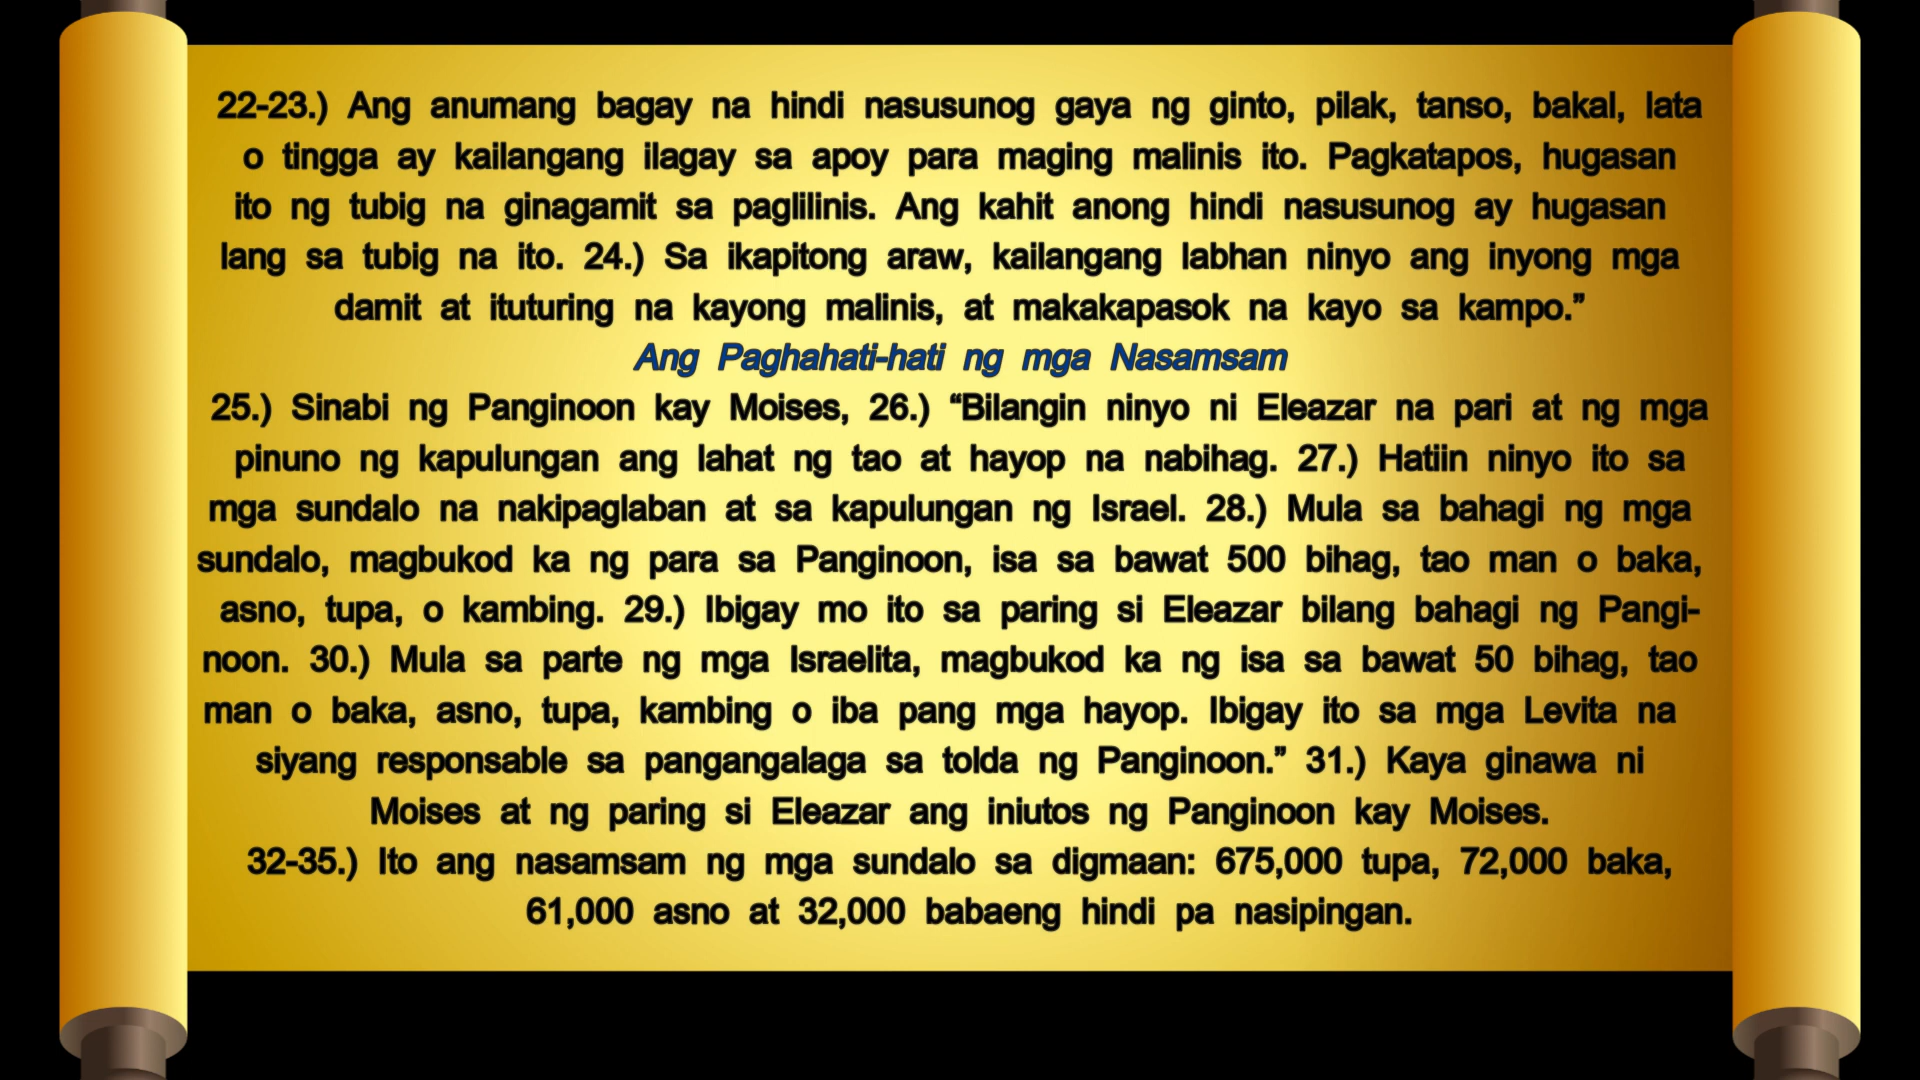 22-23.) Ang anumang bagay na hindi nasusunog gaya ng ginto, pilak, tanso, bakal, lata
o tingga ay kailangang ilagay sa apoy para maging malinis ito. Pagkatapos, hugasan
ito ng tubig na ginagamit sa paglilinis. Ang kahit anong hindi nasusunog ay hugasan
lang sa tubig na ito. 24.) Sa ikapitong araw, kailangang labhan ninyo ang inyong mga
damit at ituturing na kayong malinis, at makakapasok na kayo sa kampo.”
Ang Paghahati-hati ng mga Nasamsam
25.) Sinabi ng Panginoon kay Moises, 26.) “Bilangin ninyo ni Eleazar na pari at ng mga
pinuno ng kapulungan ang lahat ng tao at hayop na nabihag. 27.) Hatiin ninyo ito sa
mga sundalo na nakipaglaban at sa kapulungan ng Israel. 28.) Mula sa bahagi ng mga
sundalo, magbukod ka ng para sa Panginoon, isa sa bawat 500 bihag, tao man o baka,
asno, tupa, o kambing. 29.) Ibigay mo ito sa paring si Eleazar bilang bahagi ng Pangi-
noon. 30.) Mula sa parte ng mga Israelita, magbukod ka ng isa sa bawat 50 bihag, tao
man o baka, asno, tupa, kambing o iba pang mga hayop. Ibigay ito sa mga Levita na
siyang responsable sa pangangalaga sa tolda ng Panginoon.” 31.) Kaya ginawa ni
Moises at ng paring si Eleazar ang iniutos ng Panginoon kay Moises.
32-35.) Ito ang nasamsam ng mga sundalo sa digmaan: 675,000 tupa, 72,000 baka,
61,000 asno at 32,000 babaeng hindi pa nasipingan.